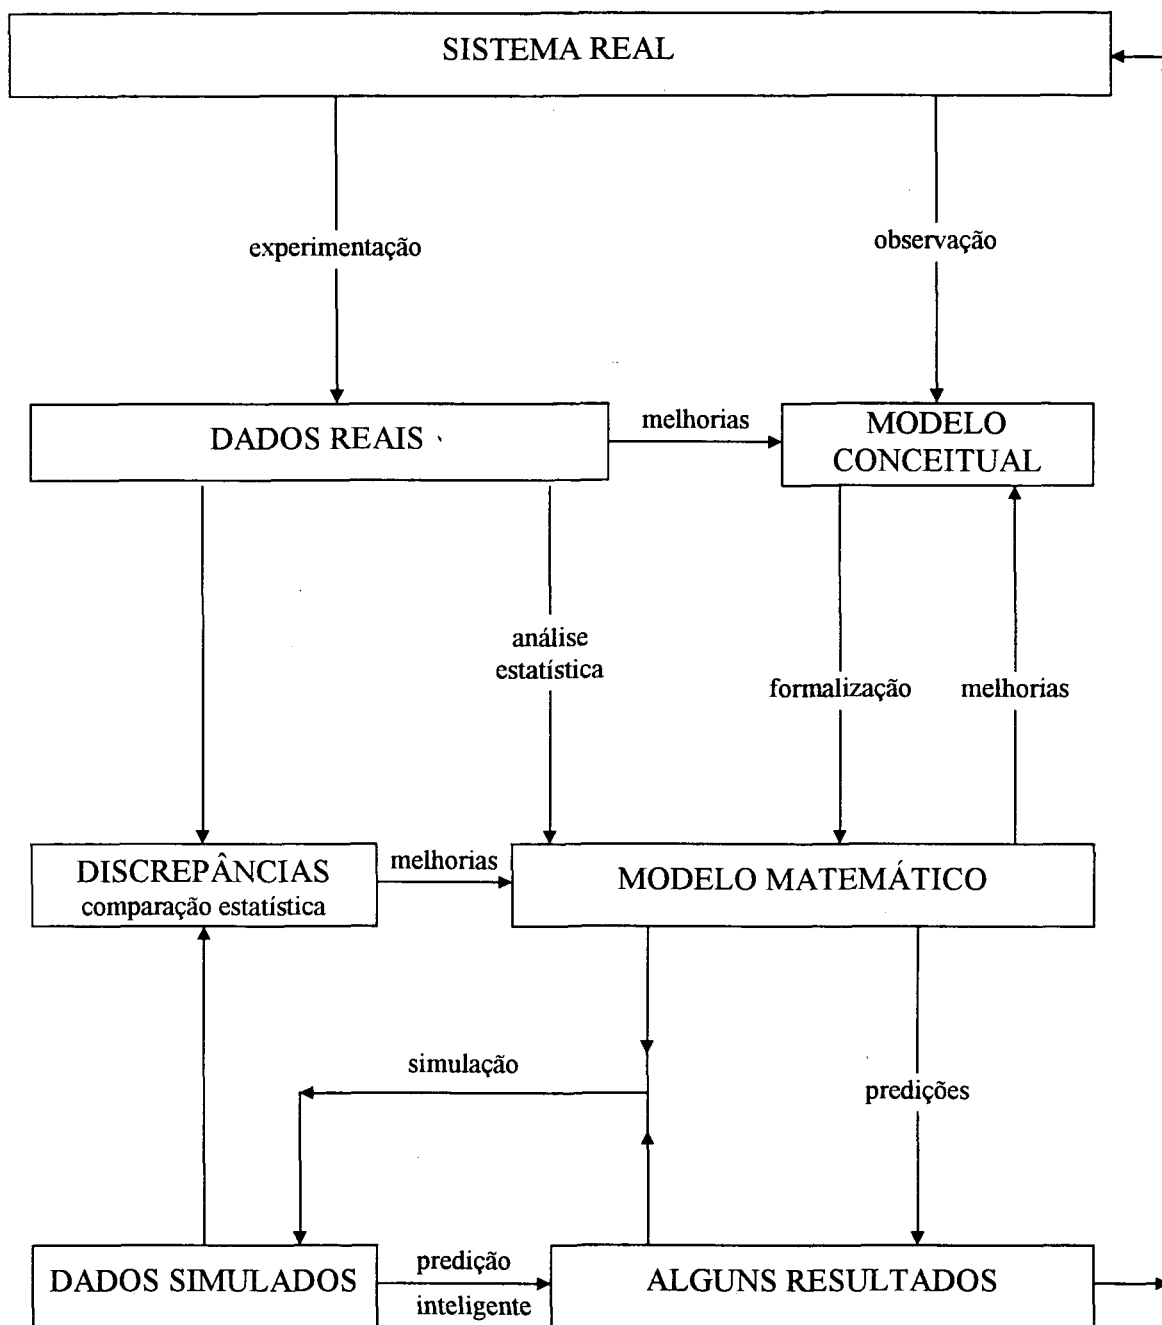 SISTEMA REAL
experimentação
observação
DADOS REAIS
melhorias
MODELO
CONCEITUAL
análise
estatística
formalização
melhorias
DISCREPÂNCIAS
comparação estatística
melhorias
MODELO MATEMÁTICO
simulação
predições
DADOS SIMULADOS
predição
inteligente
ALGUNS RESULTADOS